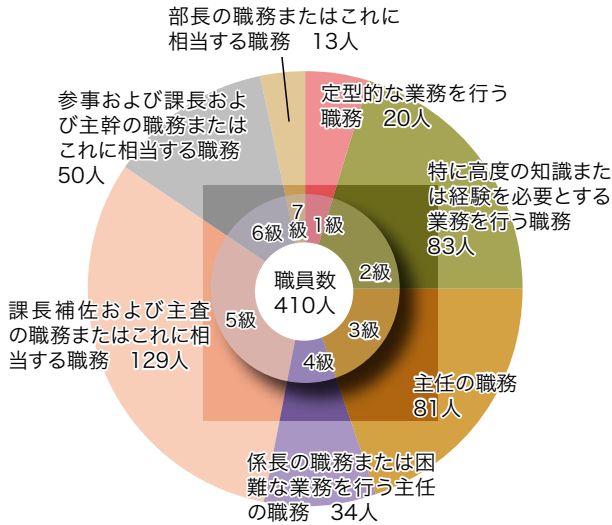 部長の職務またはこれに
相当する職務　13人
定型的な業務を行う
職務　20人
特に高度の知識また
は経験を必要とする
業務を行う職務
83人
主任の職務
81人
係長の職務または困
難な業務を行う主任
の職務　34人
課長補佐および主査
の職務またはこれに相
当する職務　129人
参事および課長およ
び主幹の職務または
これに相当する職務
50人
1級
2級
3級
4級
5級
6級
7
級
職員数
410人